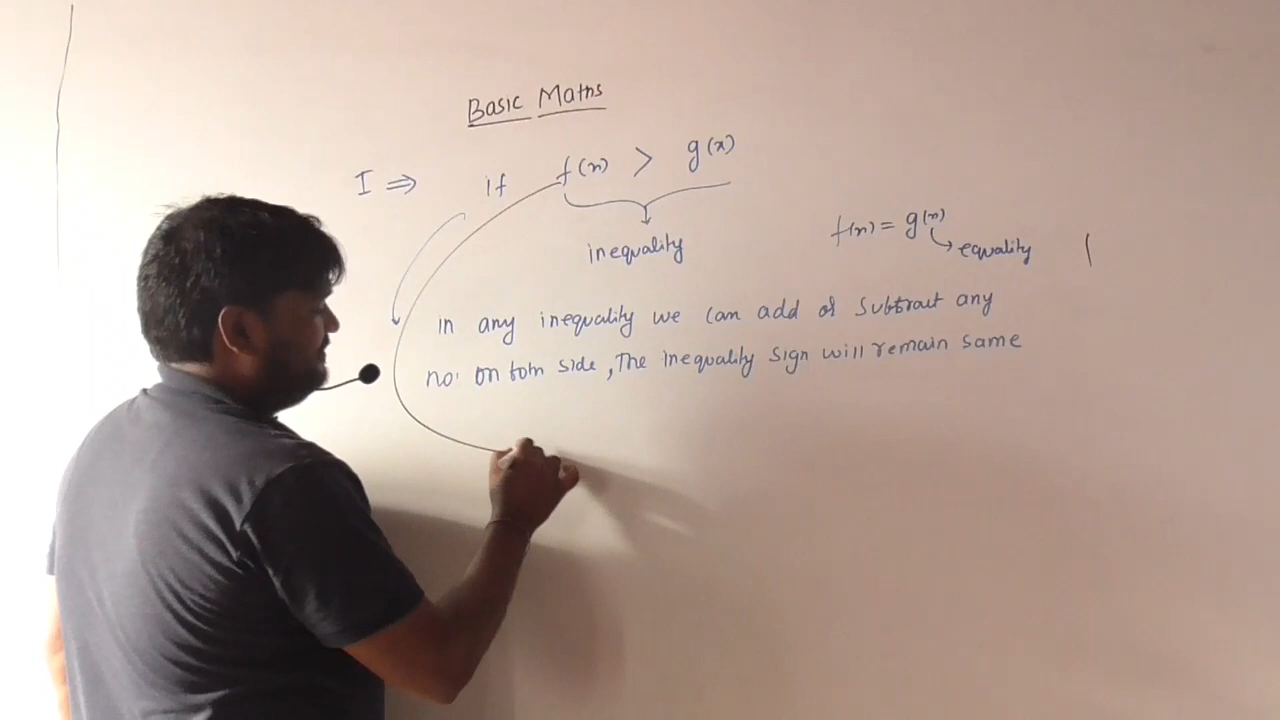 Basic Maths
I ⇒ if f(x) > g(x)
inequality
f(x) = g(x)
equality
in any inequality we can add or subtract any
no. on both side, The inequality sign will remain same